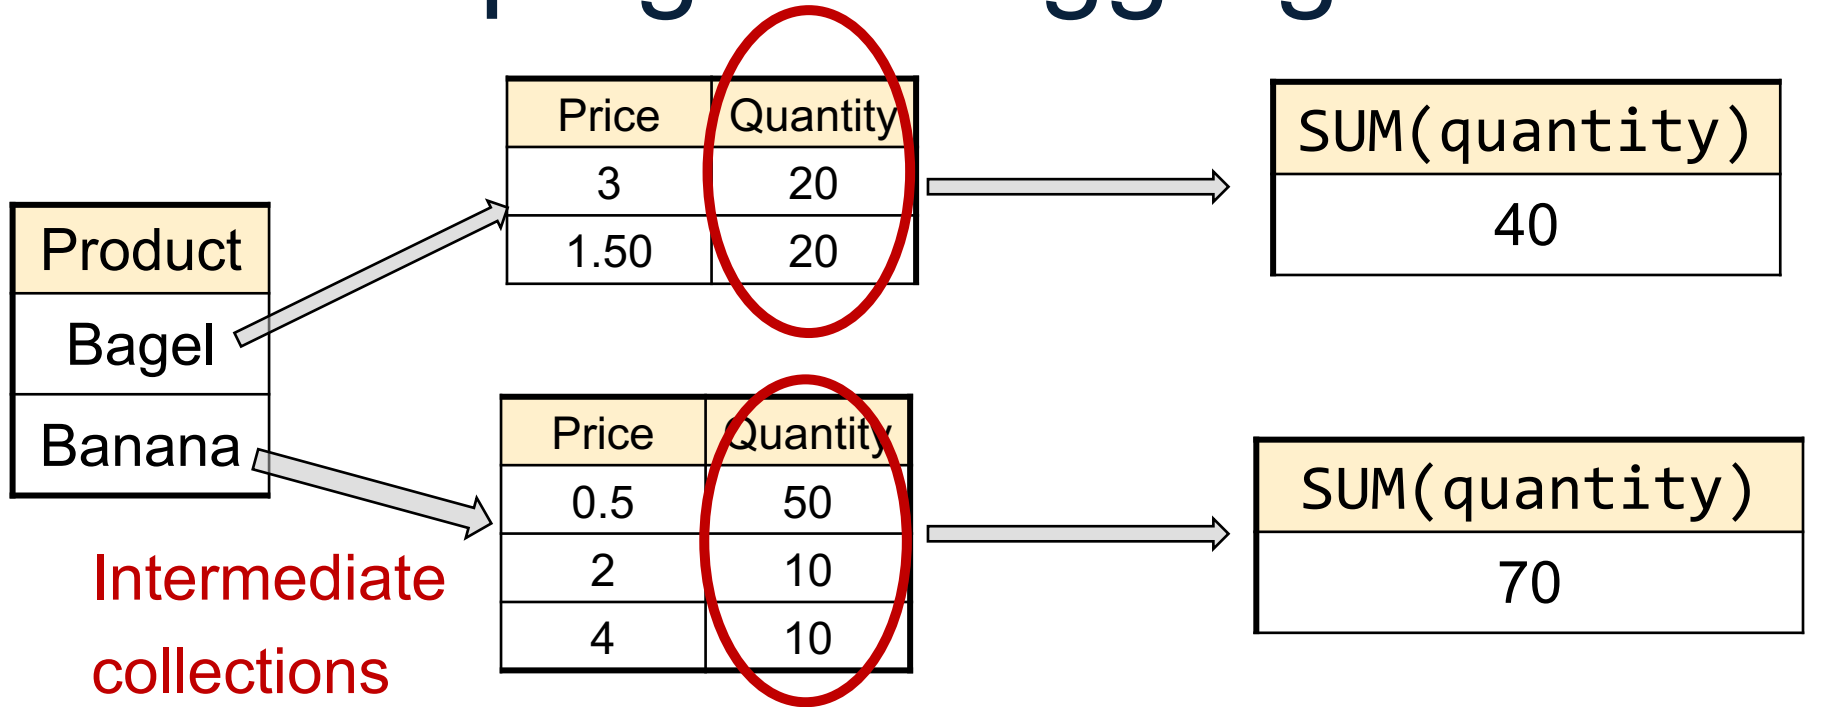 Price Quantity
3 20
1.50 20
SUM(quantity)
40
Product
Bagel
Banana
Price Quantity
0.5 50
2 10
4 10
SUM(quantity)
70
Intermediate
collections